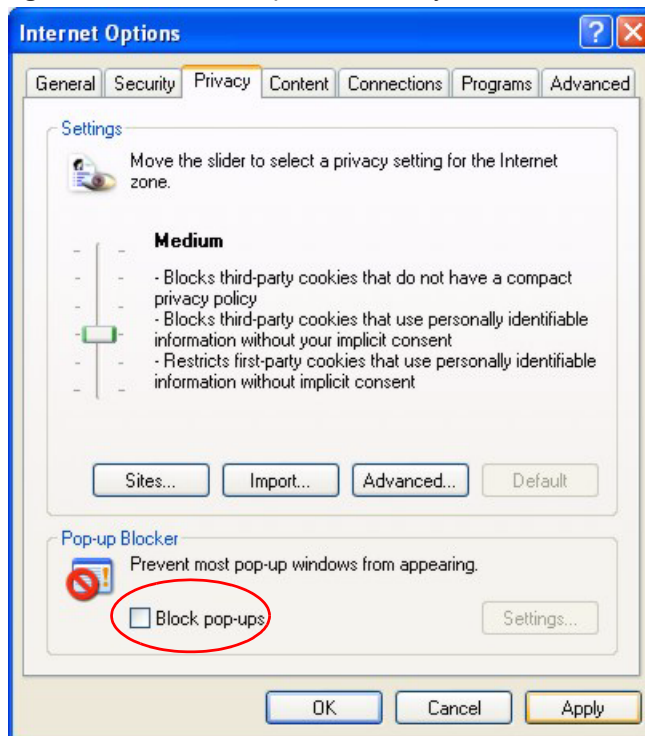 Internet Options
General Security Privacy Content Connections Programs Advanced
Settings
Move the slider to select a privacy setting for the Internet
zone.
Medium
- Blocks third-party cookies that do not have a compact
privacy policy
- Blocks third-party cookies that use personally identifiable
information without your implicit consent
- Restricts first-party cookies that use personally identifiable
information without implicit consent
Sites... Import... Advanced... Default
Pop-up Blocker
Prevent most pop-up windows from appearing.
Block pop-ups Settings...
OK Cancel Apply